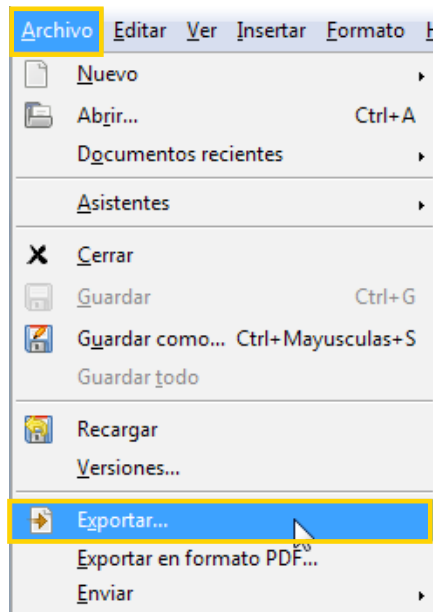 Archivo Editar Ver Insertar Formato
Nuevo
Abrir... Ctrl+A
Documentos recientes
Asistentes
Cerrar
Guardar Ctrl+G
Guardar como... Ctrl+Mayusculas+S
Guardar todo
Recargar
Versiones...
Exportar...
Exportar en formato PDF...
Enviar